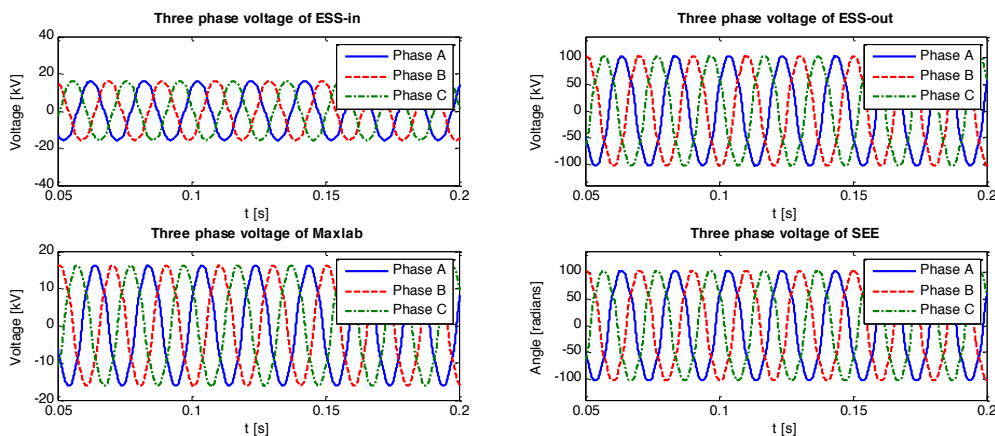 Three phase voltage of ESS-in
40
20
0
-20
-40
Voltage [kV]
0.05
0.1
0.15
0.2
t [s]
Phase A
Phase B
Phase C
Three phase voltage of ESS-out
100
50
0
-50
-100
Voltage [kV]
0.05
0.1
0.15
0.2
t [s]
Phase A
Phase B
Phase C
Three phase voltage of Maxlab
20
10
0
-10
-20
Voltage [kV]
0.05
0.1
0.15
0.2
t [s]
Phase A
Phase B
Phase C
Three phase voltage of SEE
100
50
0
-50
-100
Angle [radians]
0.05
0.1
0.15
0.2
t [s]
Phase A
Phase B
Phase C